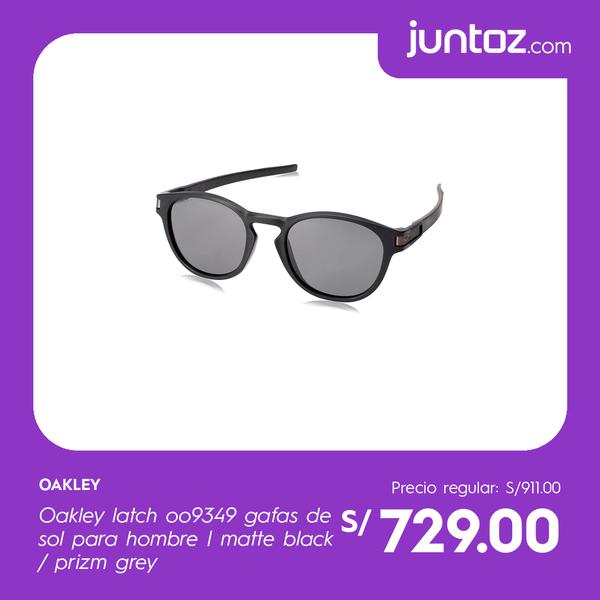 juntoz.com
OAKLEY
Oakley latch oo9349 gafas de
sol para hombre | matte black
/ prizm grey
Precio regular: S/911.00
S/ 729.00